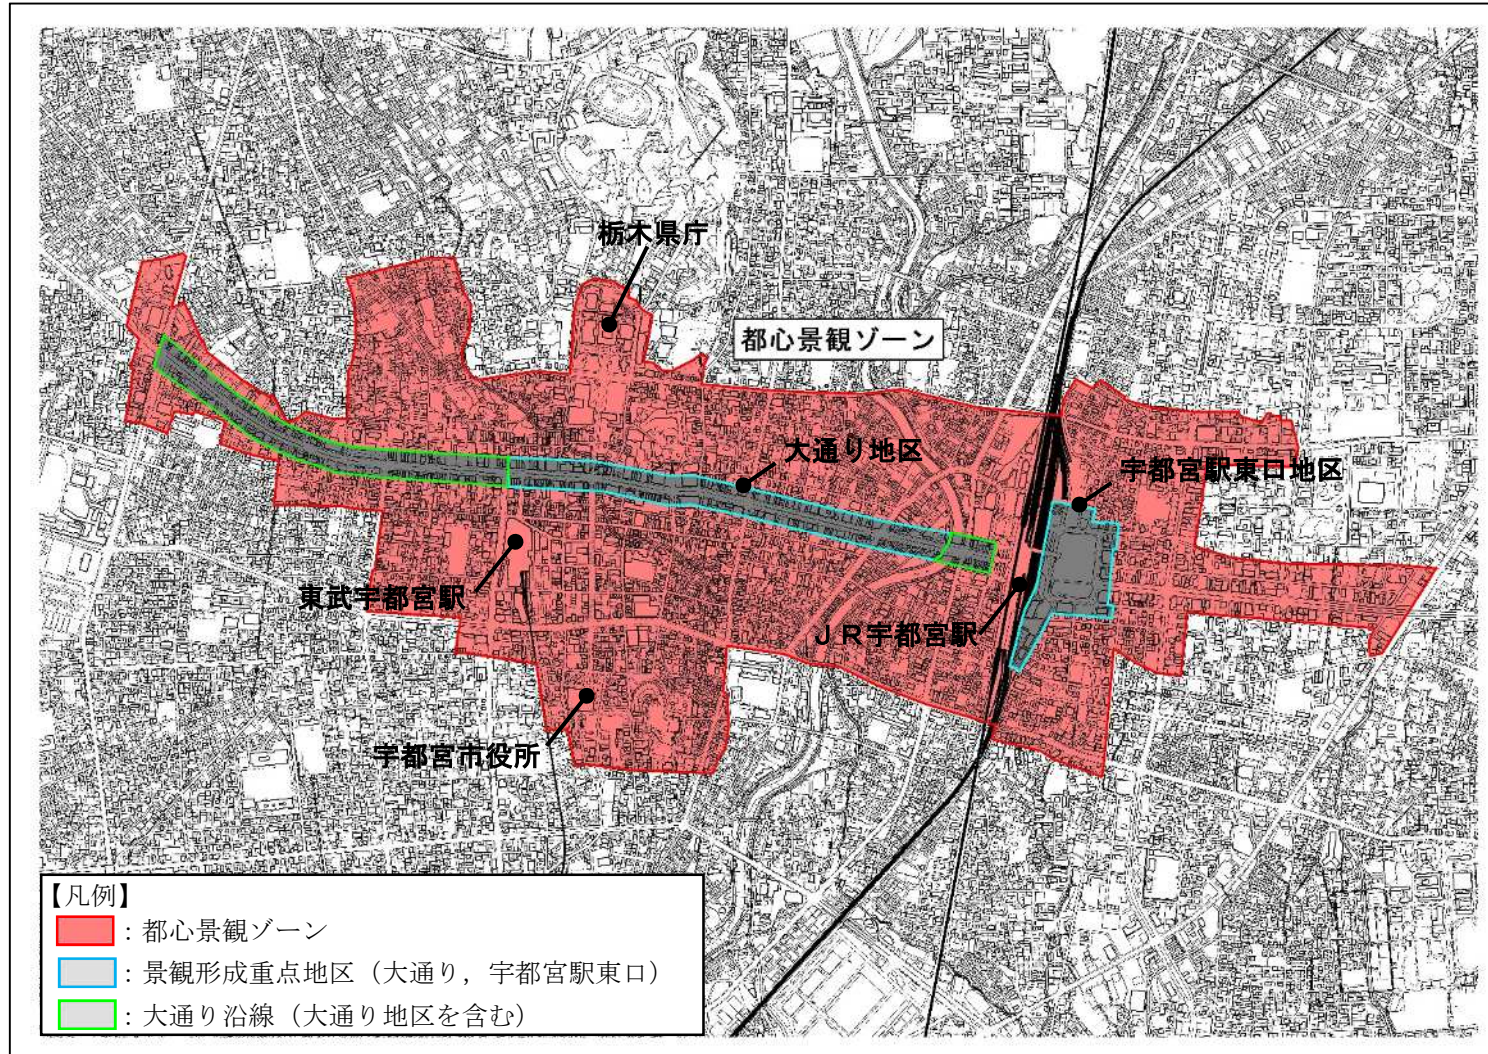 栃木県庁
都心景観ゾーン
大通り地区
宇都宮駅東口地区
東武宇都宮駅
ＪＲ宇都宮駅
宇都宮市役所
【凡例】
：都心景観ゾーン
：景観形成重点地区（大通り，宇都宮駅東口）
：大通り沿線（大通り地区を含む）